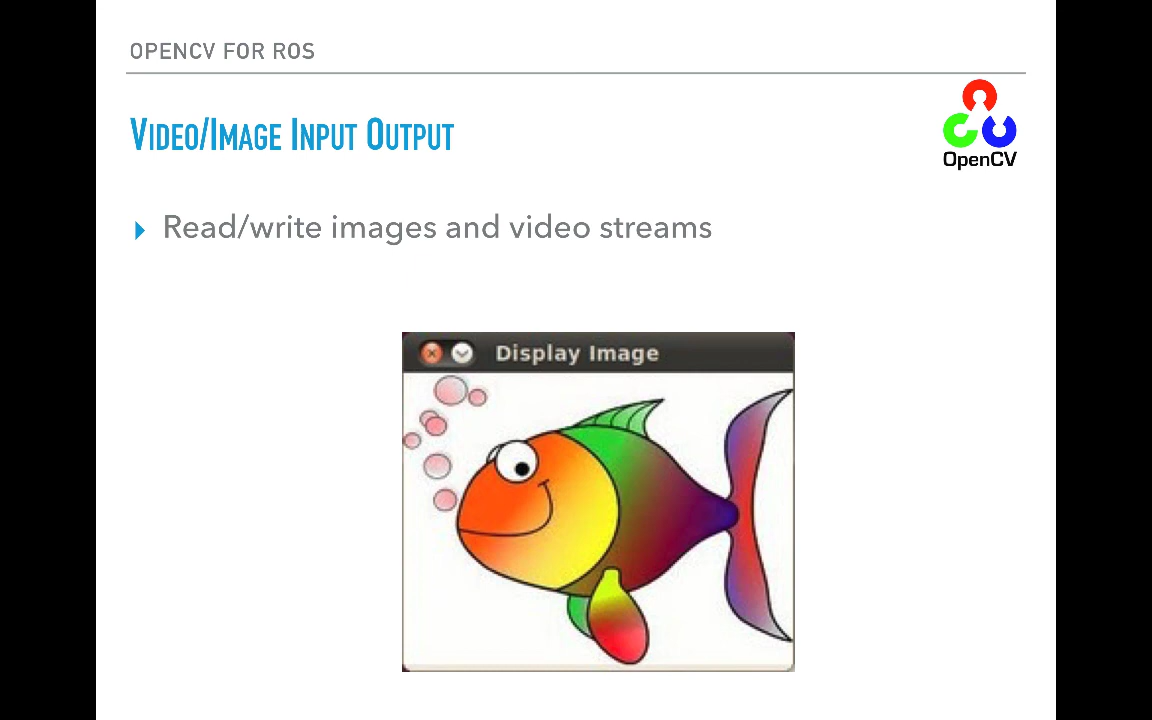 OPENCV FOR ROS
VIDEO/IMAGE INPUT OUTPUT
OpenCV
Read/write images and video streams
Display Image